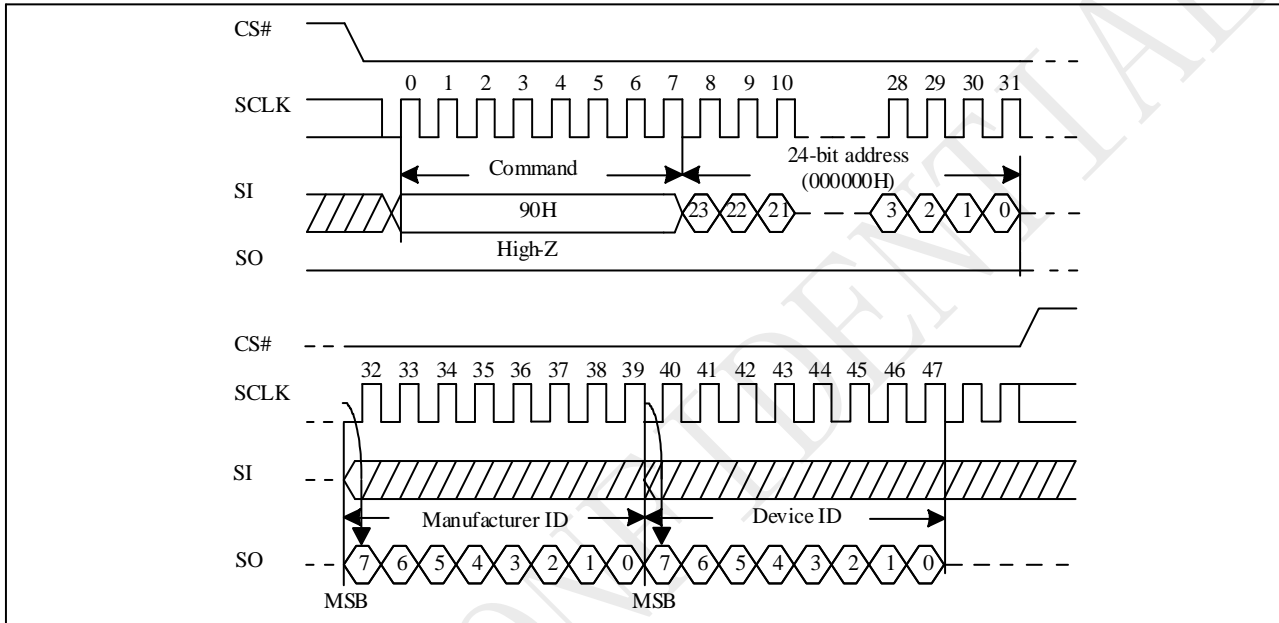 CS#
0 1 2 3 4 5 6 7 8 9 10 28 29 30 31
SCLK
Command 24-bit address
(000000H)
SI
90H 23 22 21 3 2 1 0
High-Z
SO
CS#
32 33 34 35 36 37 38 39 40 41 42 43 44 45 46 47
SCLK
SI
Manufacturer ID Device ID
SO 7 6 5 4 3 2 1 0 7 6 5 4 3 2 1 0
MSB MSB
CONFIDENTIAL